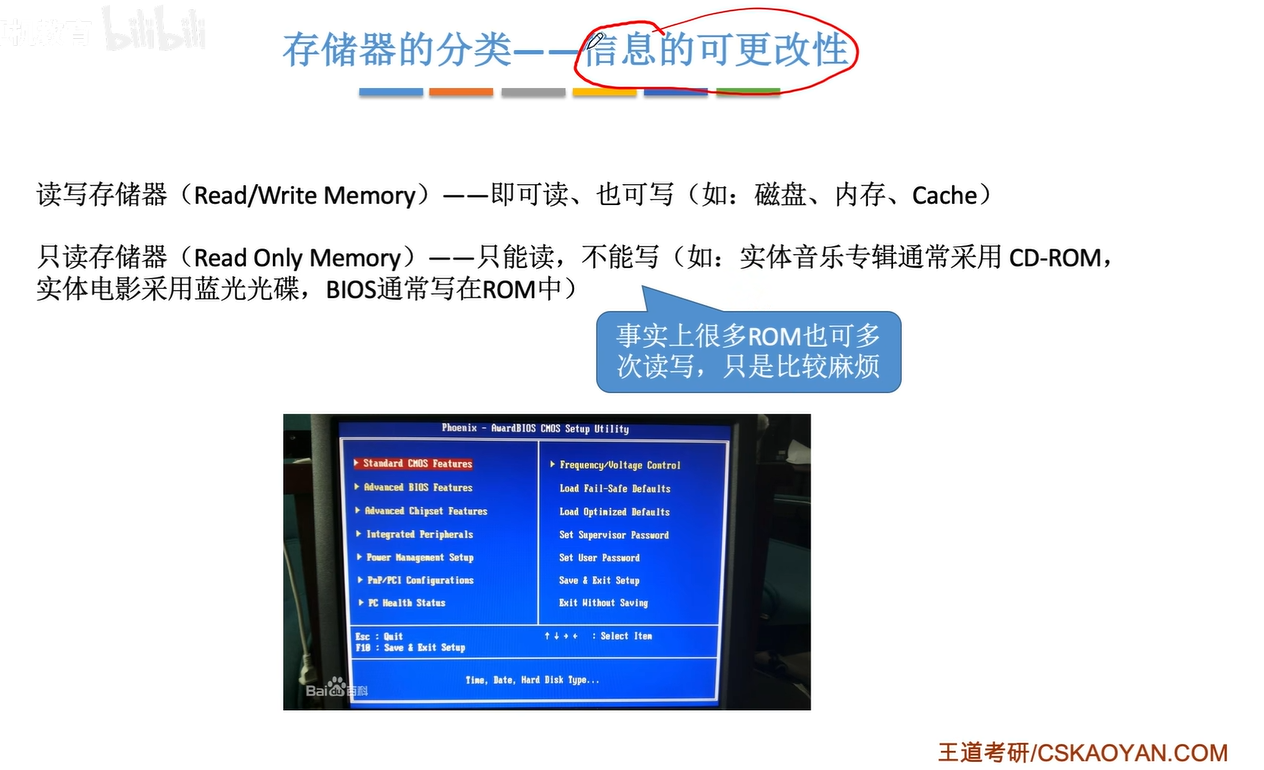 bilibili
存储器的分类——信息的可更改性
读写存储器（Read/Write Memory）——即可读、也可写（如：磁盘、内存、Cache）
只读存储器（Read Only Memory）——只能读，不能写（如：实体音乐专辑通常采用 CD-ROM，
实体电影采用蓝光光碟，BIOS通常写在ROM中）
事实上很多ROM也可多
次读写，只是比较麻烦
Phoenix - AwardBIOS CMOS Setup Utility
Standard CMOS Features
Advanced BIOS Features
Advanced Chipset Features
Integrated Peripherals
Power Management Setup
PnP/PCI Configurations
PC Health Status
Frequency/Voltage Control
Load Fail-Safe Defaults
Load Optimized Defaults
Set Supervisor Password
Set User Password
Save & Exit Setup
Exit Without Saving
Esc : Quit
F10 : Save & Exit Setup
↑ ↓ → ← : Select Item
Time, Date, Hard Disk Type...
Baidu百科
王道考研/CSKAOYAN.COM